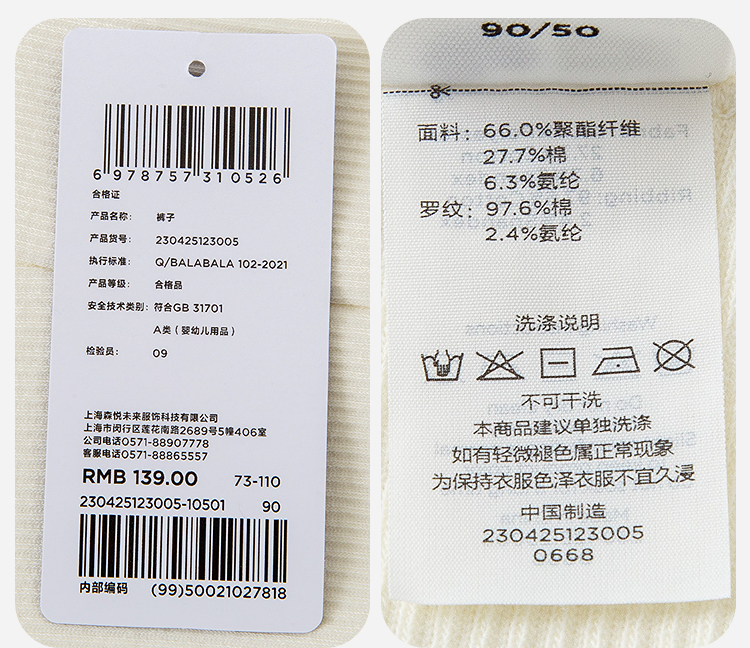 6 978757 310526
合格证
产品名称: 裤子
产品货号: 230425123005
执行标准: Q/BALABALA 102-2021
产品等级: 合格品
安全技术类别: 符合GB 31701
A类（婴幼儿用品）
检验员: 09
上海森悦未来服饰科技有限公司
上海市闵行区莲花南路2689号5幢406室
公司电话0571-88907778
客服电话0571-88865557
RMB 139.00 73-110
230425123005-10501 90
内部编码 (99)50021027818
90/50
面料: 66.0%聚酯纤维
27.7%棉
6.3%氨纶
罗纹: 97.6%棉
2.4%氨纶
洗涤说明
不可干洗
本商品建议单独洗涤
如有轻微褪色属正常现象
为保持衣服色泽衣服不宜久浸
中国制造
230425123005
0668